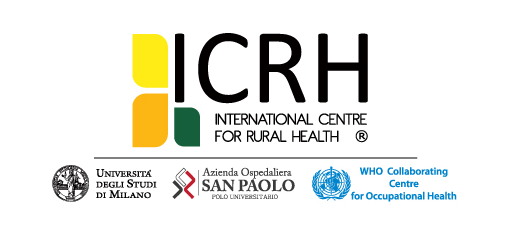 ICRH
INTERNATIONAL CENTRE
FOR RURAL HEALTH ®
UNIVERSITÀ
DEGLI STUDI
DI MILANO
Azienda Ospedaliera
SAN PAOLO
POLO UNIVERSITARIO
WHO Collaborating
Centre
for Occupational Health